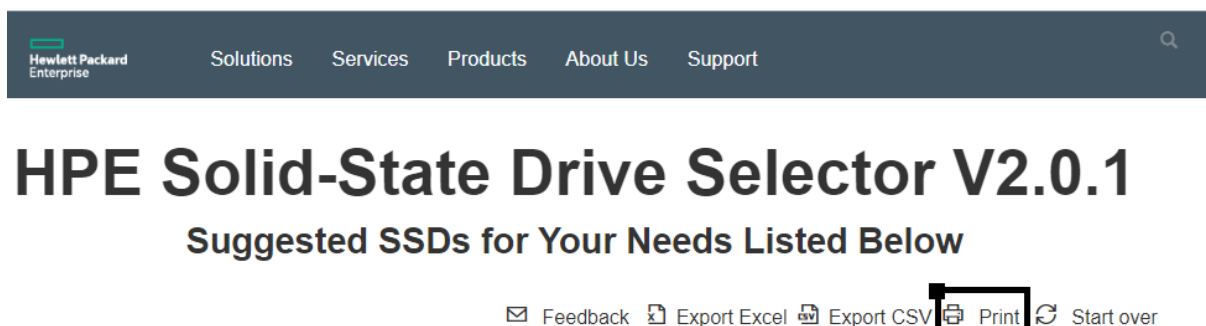 Hewlett Packard
Enterprise
Solutions Services Products About Us Support
HPE Solid-State Drive Selector V2.0.1
Suggested SSDs for Your Needs Listed Below
Feedback Export Excel Export CSV Print Start over